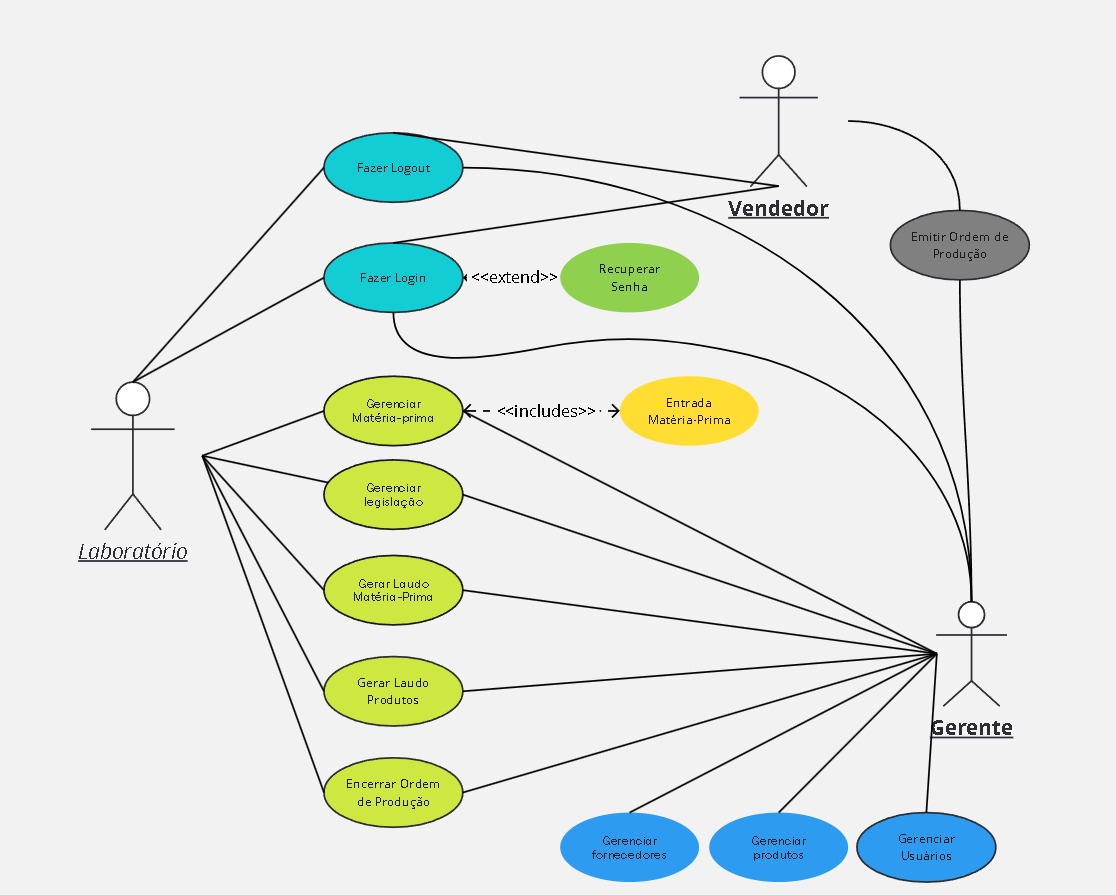 Fazer Logout
Vendedor
Emitir Ordem de
Produção
Fazer Login
<<extend>>
Recuperar
Senha
Gerenciar
Matéria-prima
<<includes>>
Entrada
Matéria-Prima
Gerenciar
legislação
Laboratório
Gerar Laudo
Matéria-Prima
Gerar Laudo
Produtos
Gerente
Encerrar Ordem
de Produção
Gerenciar
fornecedores
Gerenciar
produtos
Gerenciar
Usuários